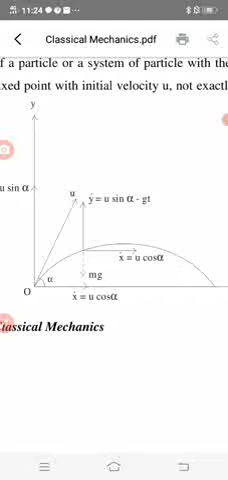 11:24
Classical Mechanics.pdf
f a particle or a system of particle with the
xed point with initial velocity u, not exactl
y
u sin α
u
ẏ = u sin α - gt
ẋ = u cosα
α
mg
O
ẋ = u cosα
Classical Mechanics